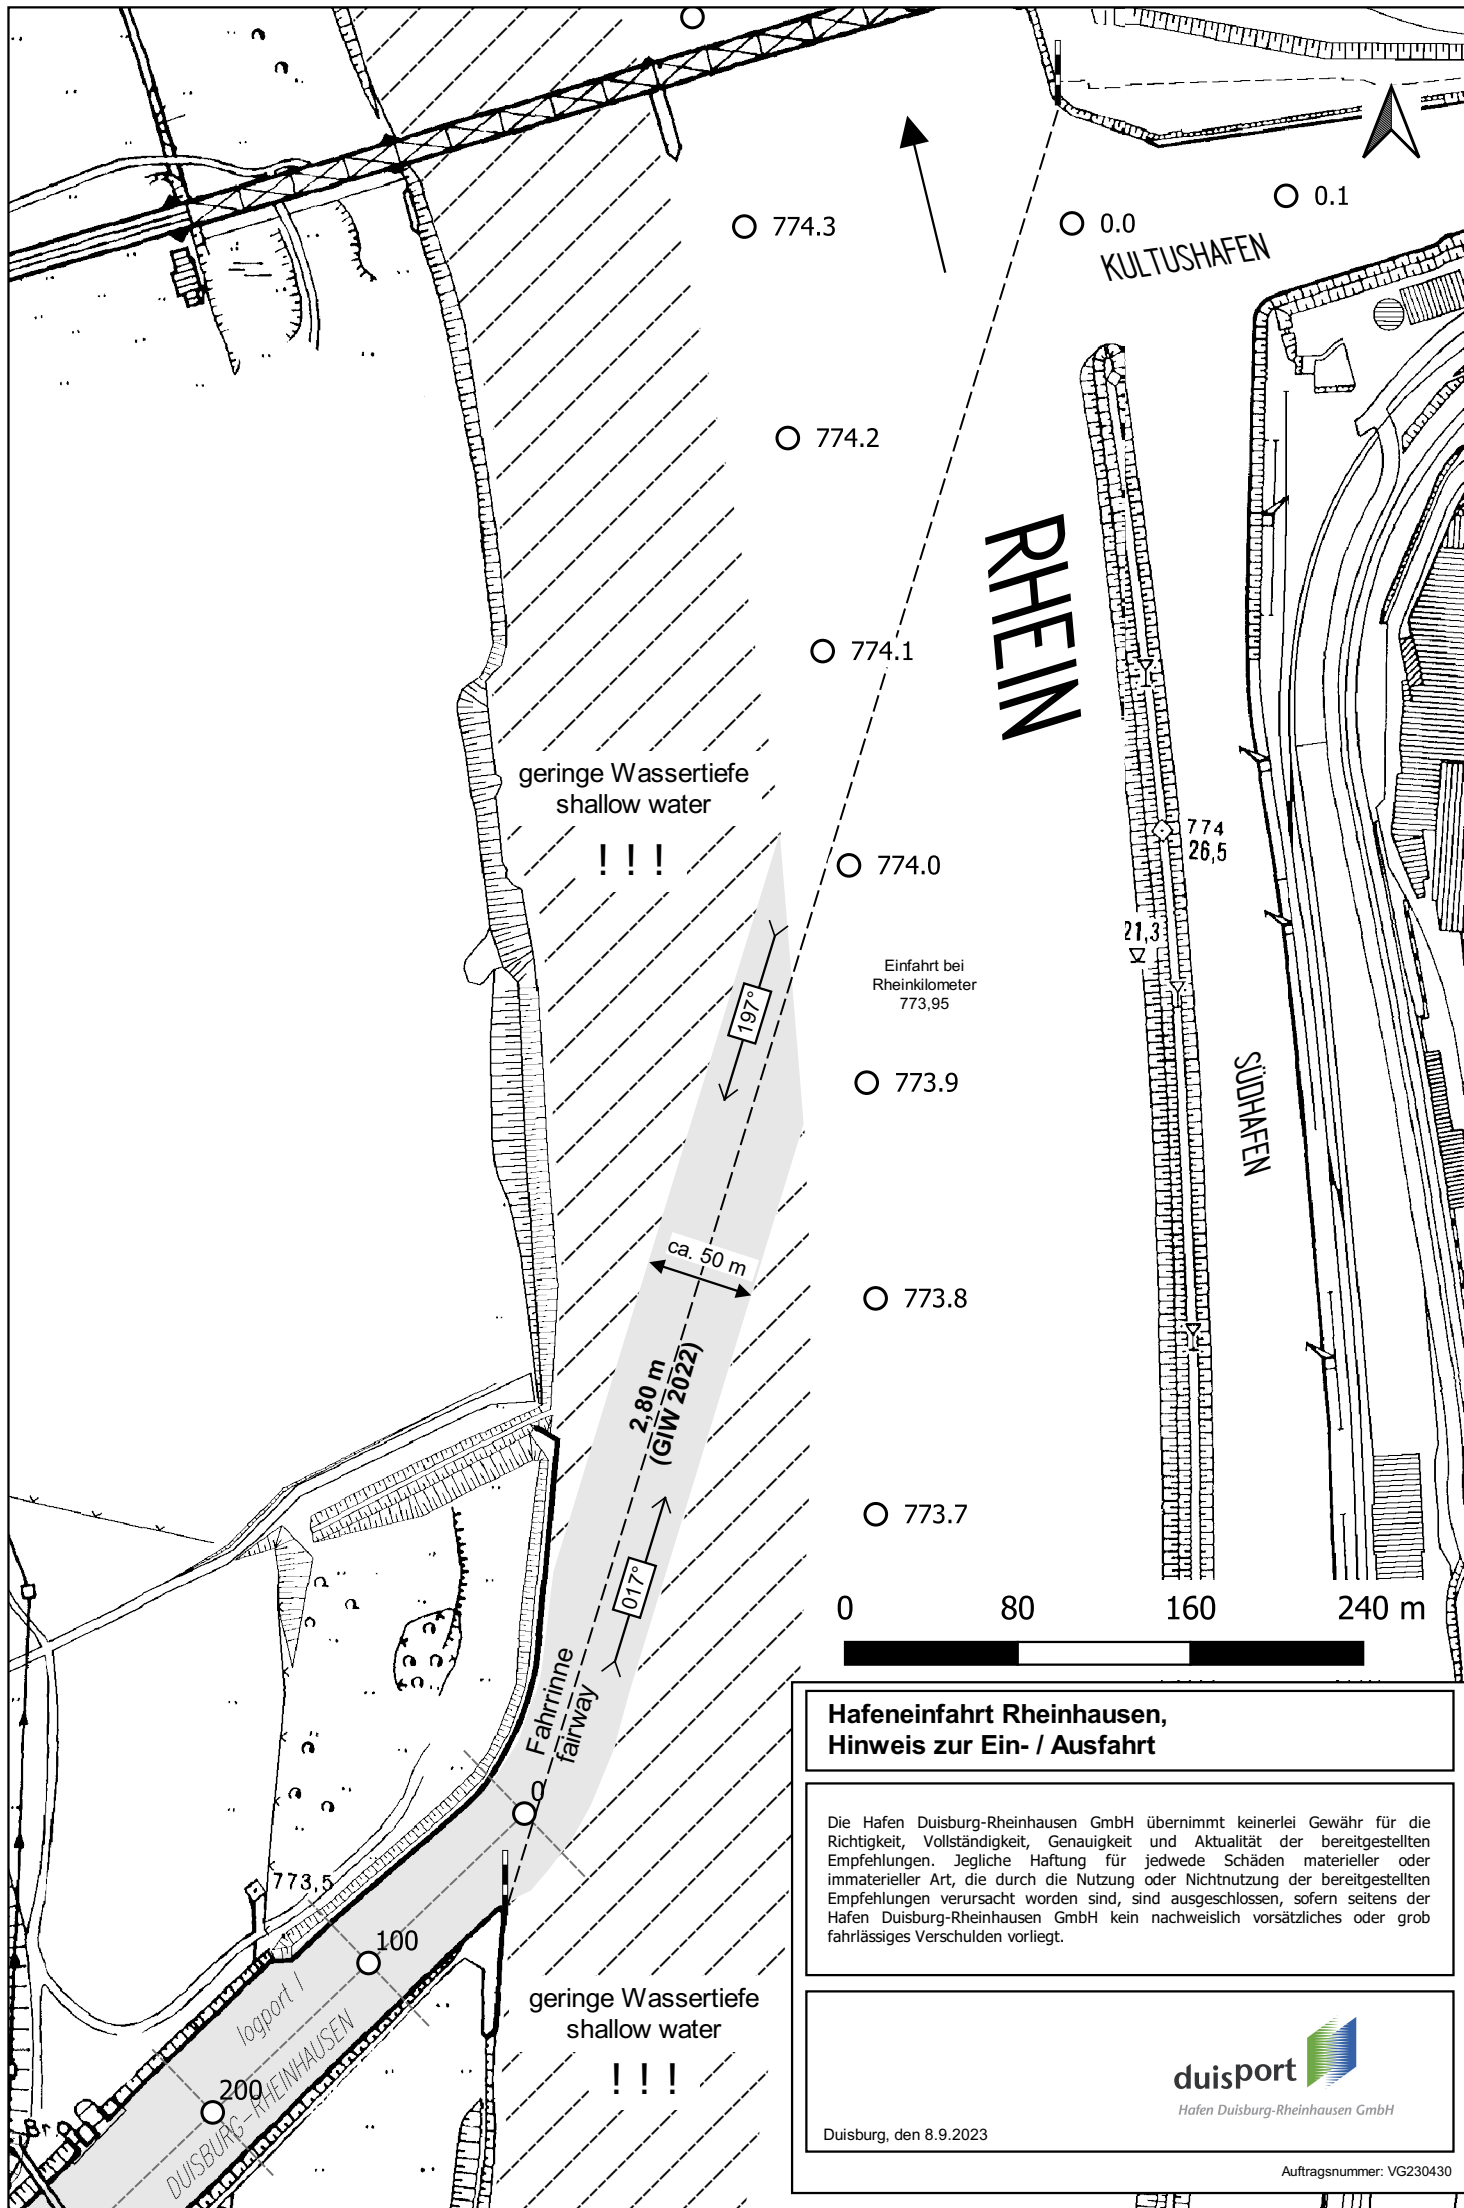 774.3
0.0
0.1
KULTUSHAFEN
774.2
RHEIN
774.1
geringe Wassertiefe
shallow water
! ! !
774
26,5
774.0
21,3
Einfahrt bei
Rheinkilometer
773,95
197°
773.9
SÜDHAFEN
ca. 50 m
773.8
2,80 m
(GlW 2022)
773.7
017°
0 80 160 240 m
Fahrrinne
fairway
0
773,5
100
logport I
DUISBURG-RHEINHAUSEN
200
geringe Wassertiefe
shallow water
! ! !
Hafeneinfahrt Rheinhausen,
Hinweis zur Ein- / Ausfahrt
Die Hafen Duisburg-Rheinhausen GmbH übernimmt keinerlei Gewähr für die
Richtigkeit, Vollständigkeit, Genauigkeit und Aktualität der bereitgestellten
Empfehlungen. Jegliche Haftung für jedwede Schäden materieller oder
immaterieller Art, die durch die Nutzung oder Nichtnutzung der bereitgestellten
Empfehlungen verursacht worden sind, sind ausgeschlossen, sofern seitens der
Hafen Duisburg-Rheinhausen GmbH kein nachweislich vorsätzliches oder grob
fahrlässiges Verschulden vorliegt.
duisport
Hafen Duisburg-Rheinhausen GmbH
Duisburg, den 8.9.2023
Auftragsnummer: VG230430